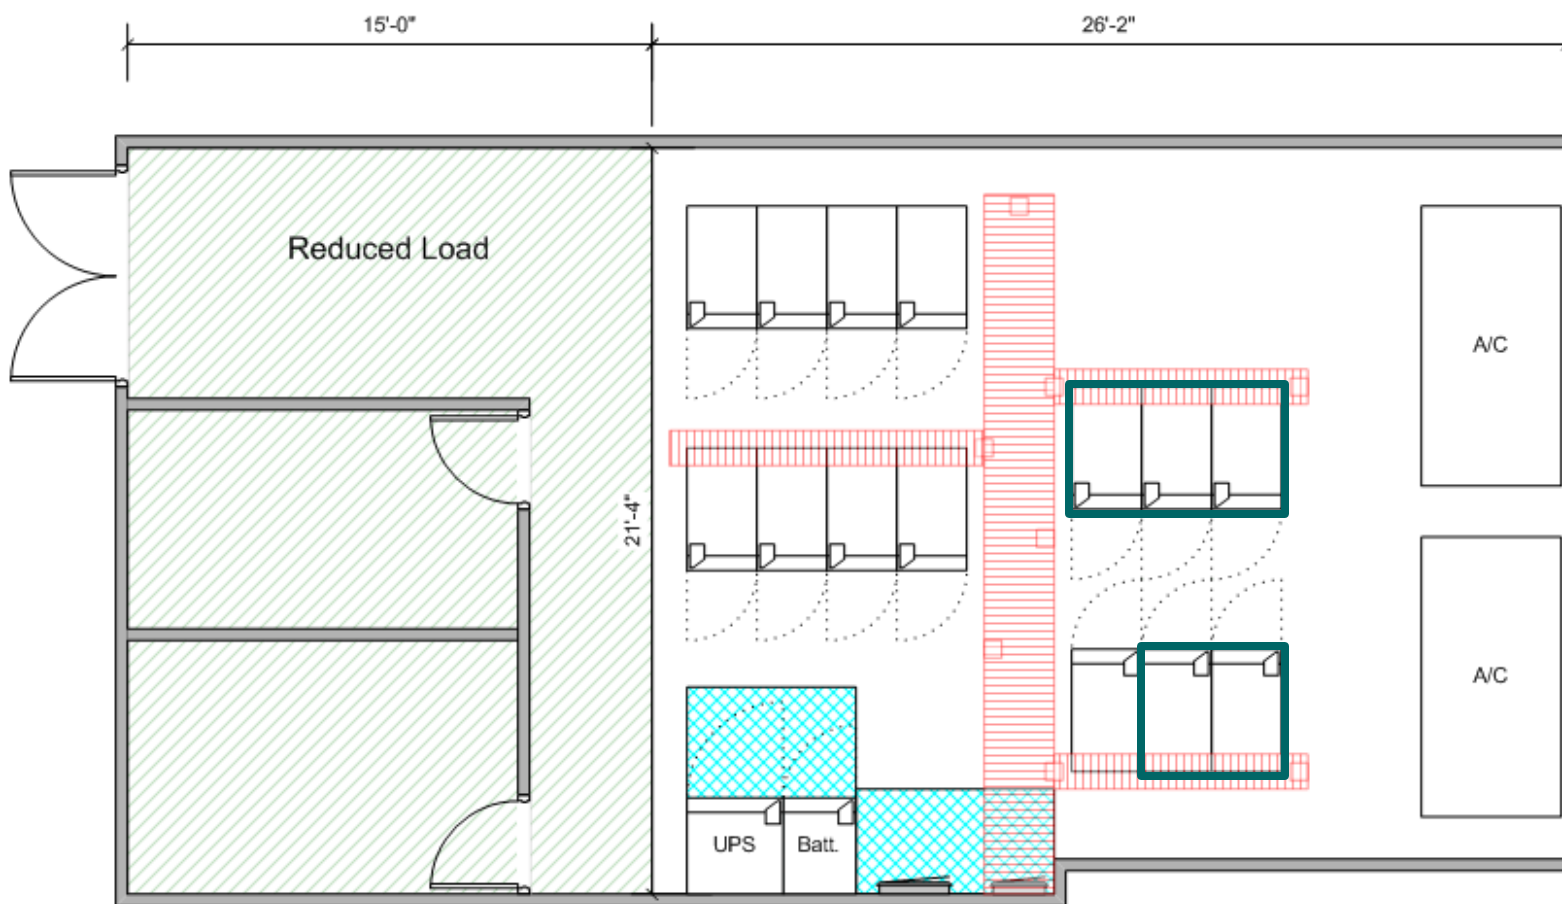 15'-0"
26'-2"
Reduced Load
A/C
21'-4"
A/C
UPS
Batt.